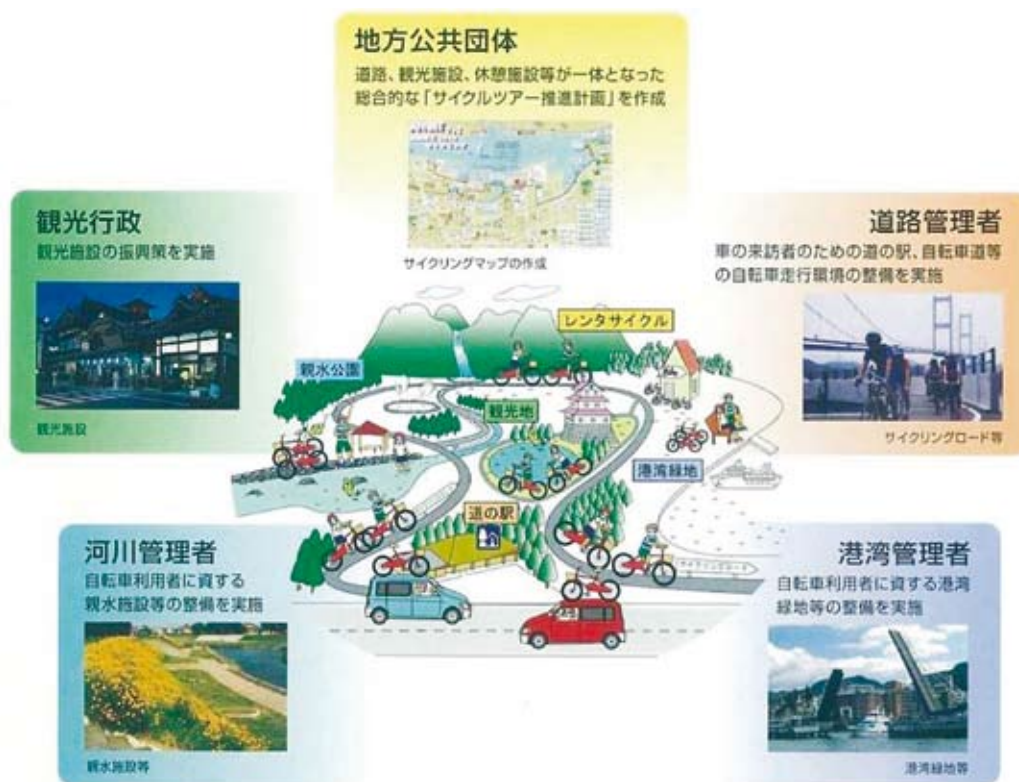 地方公共団体
道路、観光施設、休憩施設等が一体となった
総合的な「サイクルツアー推進計画」を作成
サイクリングマップの作成
観光行政
観光施設の振興策を実施
観光施設
道路管理者
車の来訪者のための道の駅、自転車道等
の自転車走行環境の整備を実施
サイクリングロード等
レンタサイクル
親水公園
観光地
港湾緑地
道の駅
サイクリングロード
河川管理者
自転車利用者に資する
親水施設等の整備を実施
親水施設等
港湾管理者
自転車利用者に資する港湾
緑地等の整備を実施
港湾緑地等